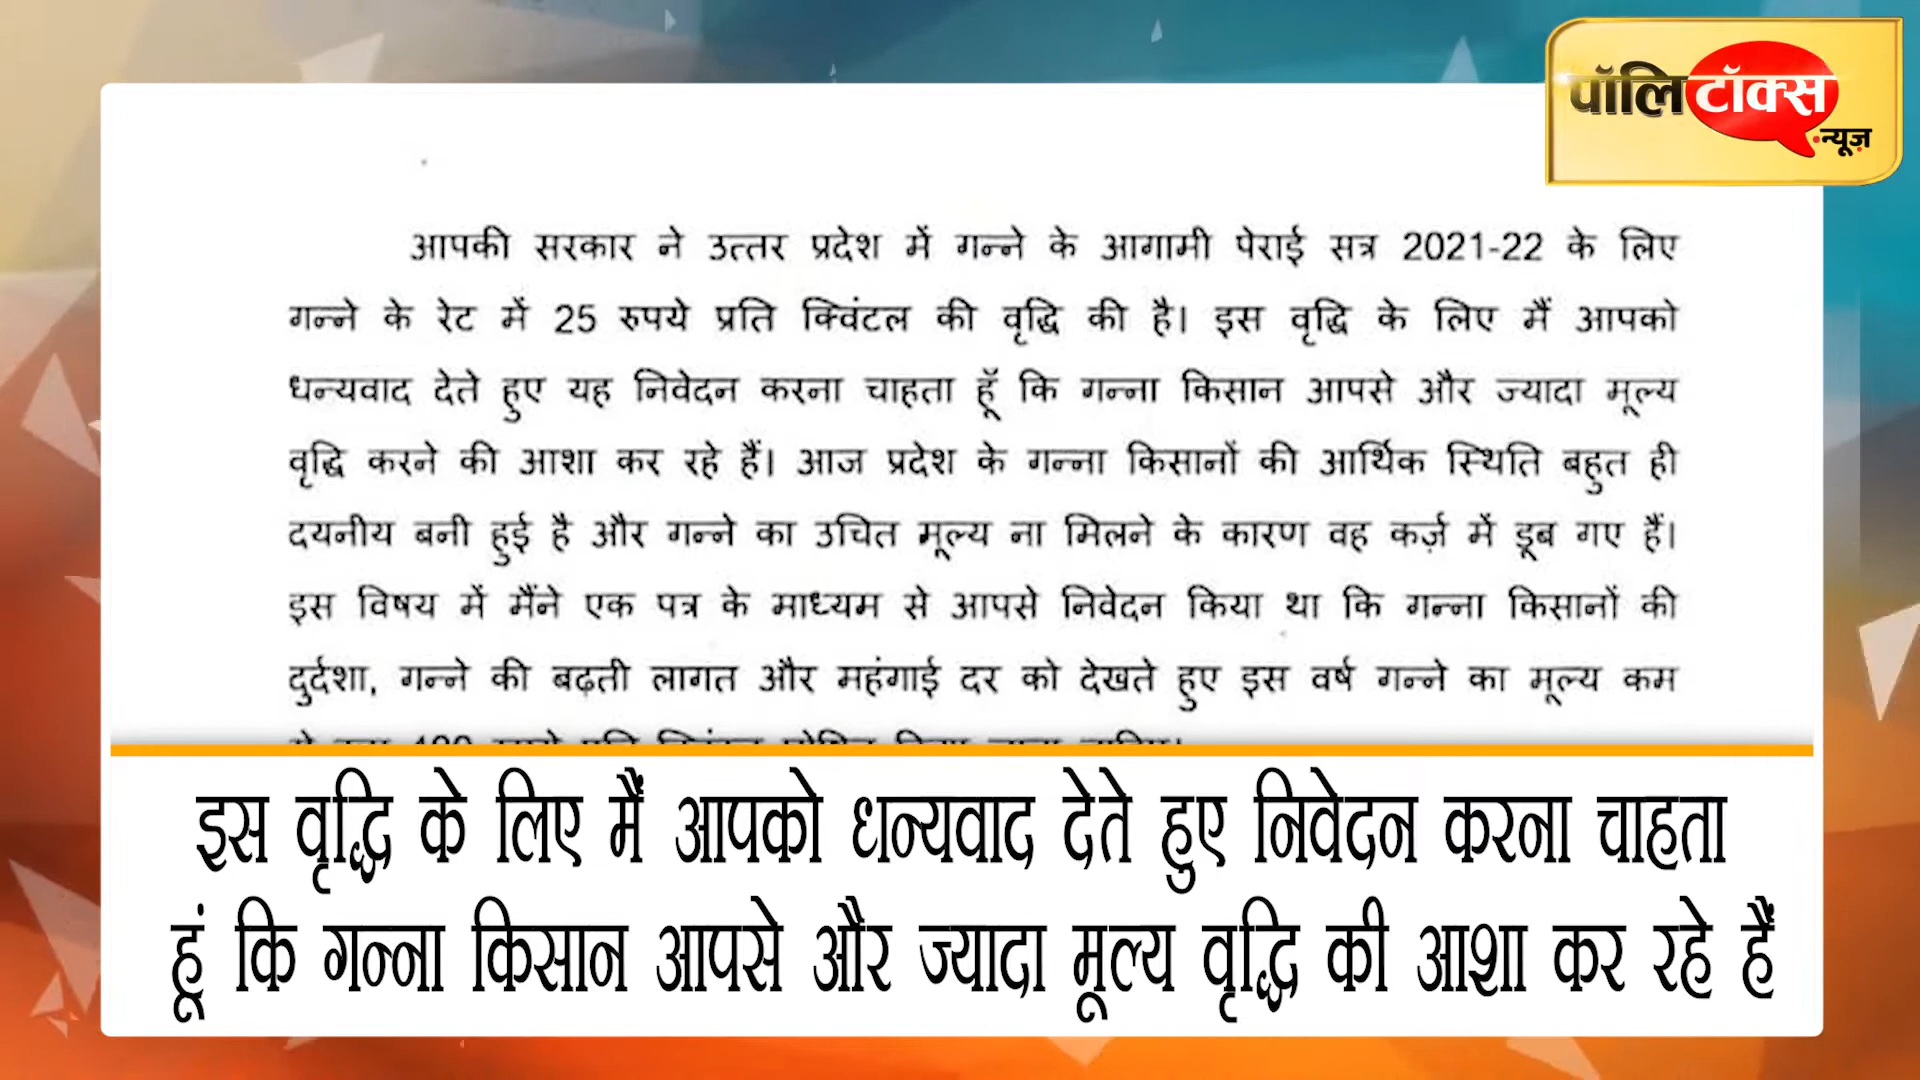 पॉलिटॉक्स
.न्यूज़
आपकी सरकार ने उत्तर प्रदेश में गन्ने के आगामी पेराई सत्र 2021-22 के लिए
गन्ने के रेट में 25 रुपये प्रति क्विंटल की वृद्धि की है। इस वृद्धि के लिए मैं आपको
धन्यवाद देते हुए यह निवेदन करना चाहता हूँ कि गन्ना किसान आपसे और ज्यादा मूल्य
वृद्धि करने की आशा कर रहे हैं। आज प्रदेश के गन्ना किसानों की आर्थिक स्थिति बहुत ही
दयनीय बनी हुई है और गन्ने का उचित मूल्य ना मिलने के कारण वह कर्ज़ में डूब गए हैं।
इस विषय में मैंने एक पत्र के माध्यम से आपसे निवेदन किया था कि गन्ना किसानों की
दुर्दशा, गन्ने की बढ़ती लागत और महंगाई दर को देखते हुए इस वर्ष गन्ने का मूल्य कम
इस वृद्धि के लिए मैं आपको धन्यवाद देते हुए निवेदन करना चाहता
हूं कि गन्ना किसान आपसे और ज्यादा मूल्य वृद्धि की आशा कर रहे हैं